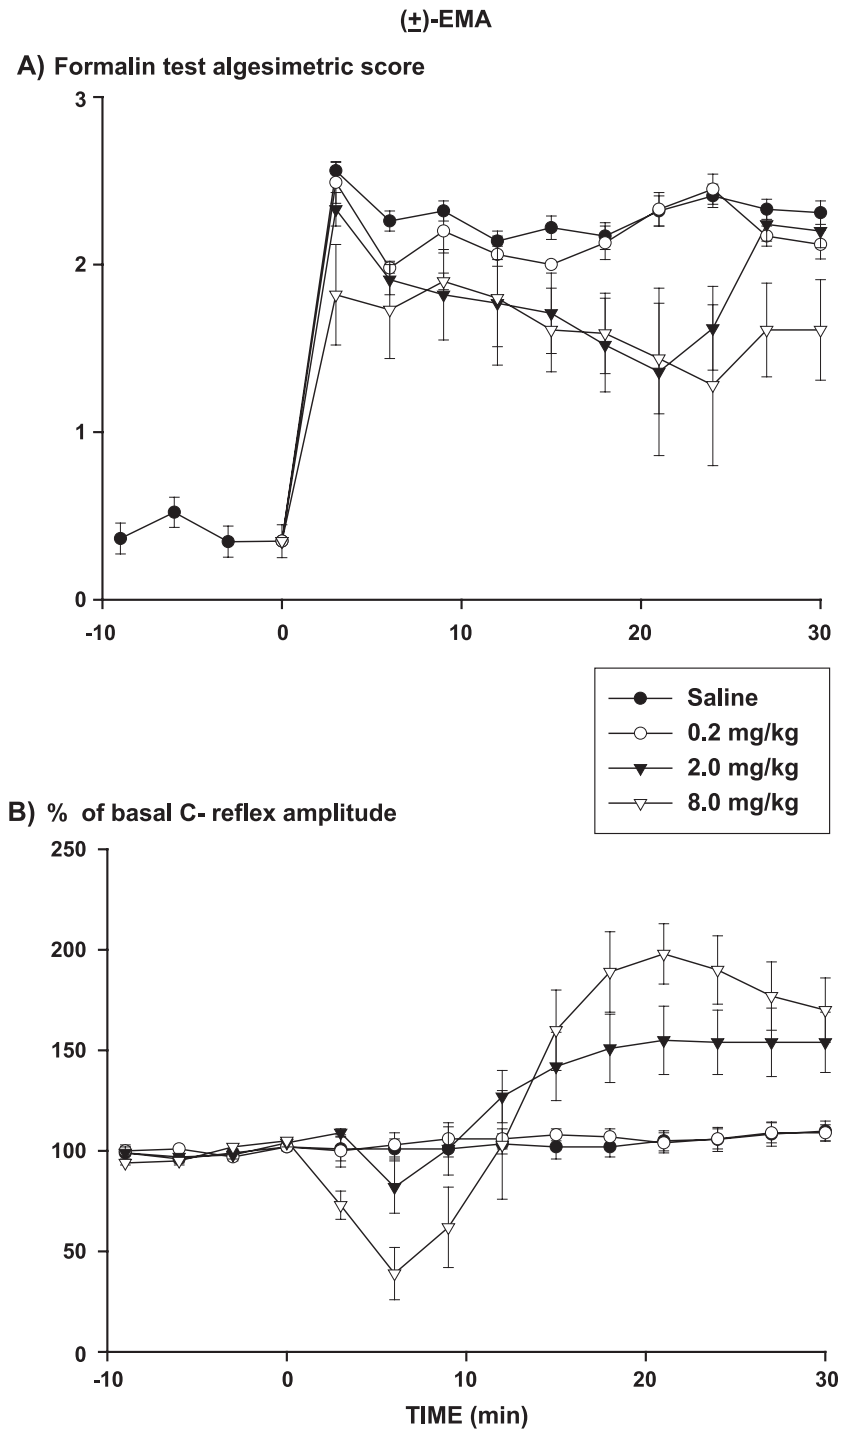 (±)-EMA
A) Formalin test algesimetric score
3
2
1
0
-10 0 10 20 30
Saline
0.2 mg/kg
2.0 mg/kg
8.0 mg/kg
B) % of basal C- reflex amplitude
250
200
150
100
50
0
-10 0 10 20 30
TIME (min)